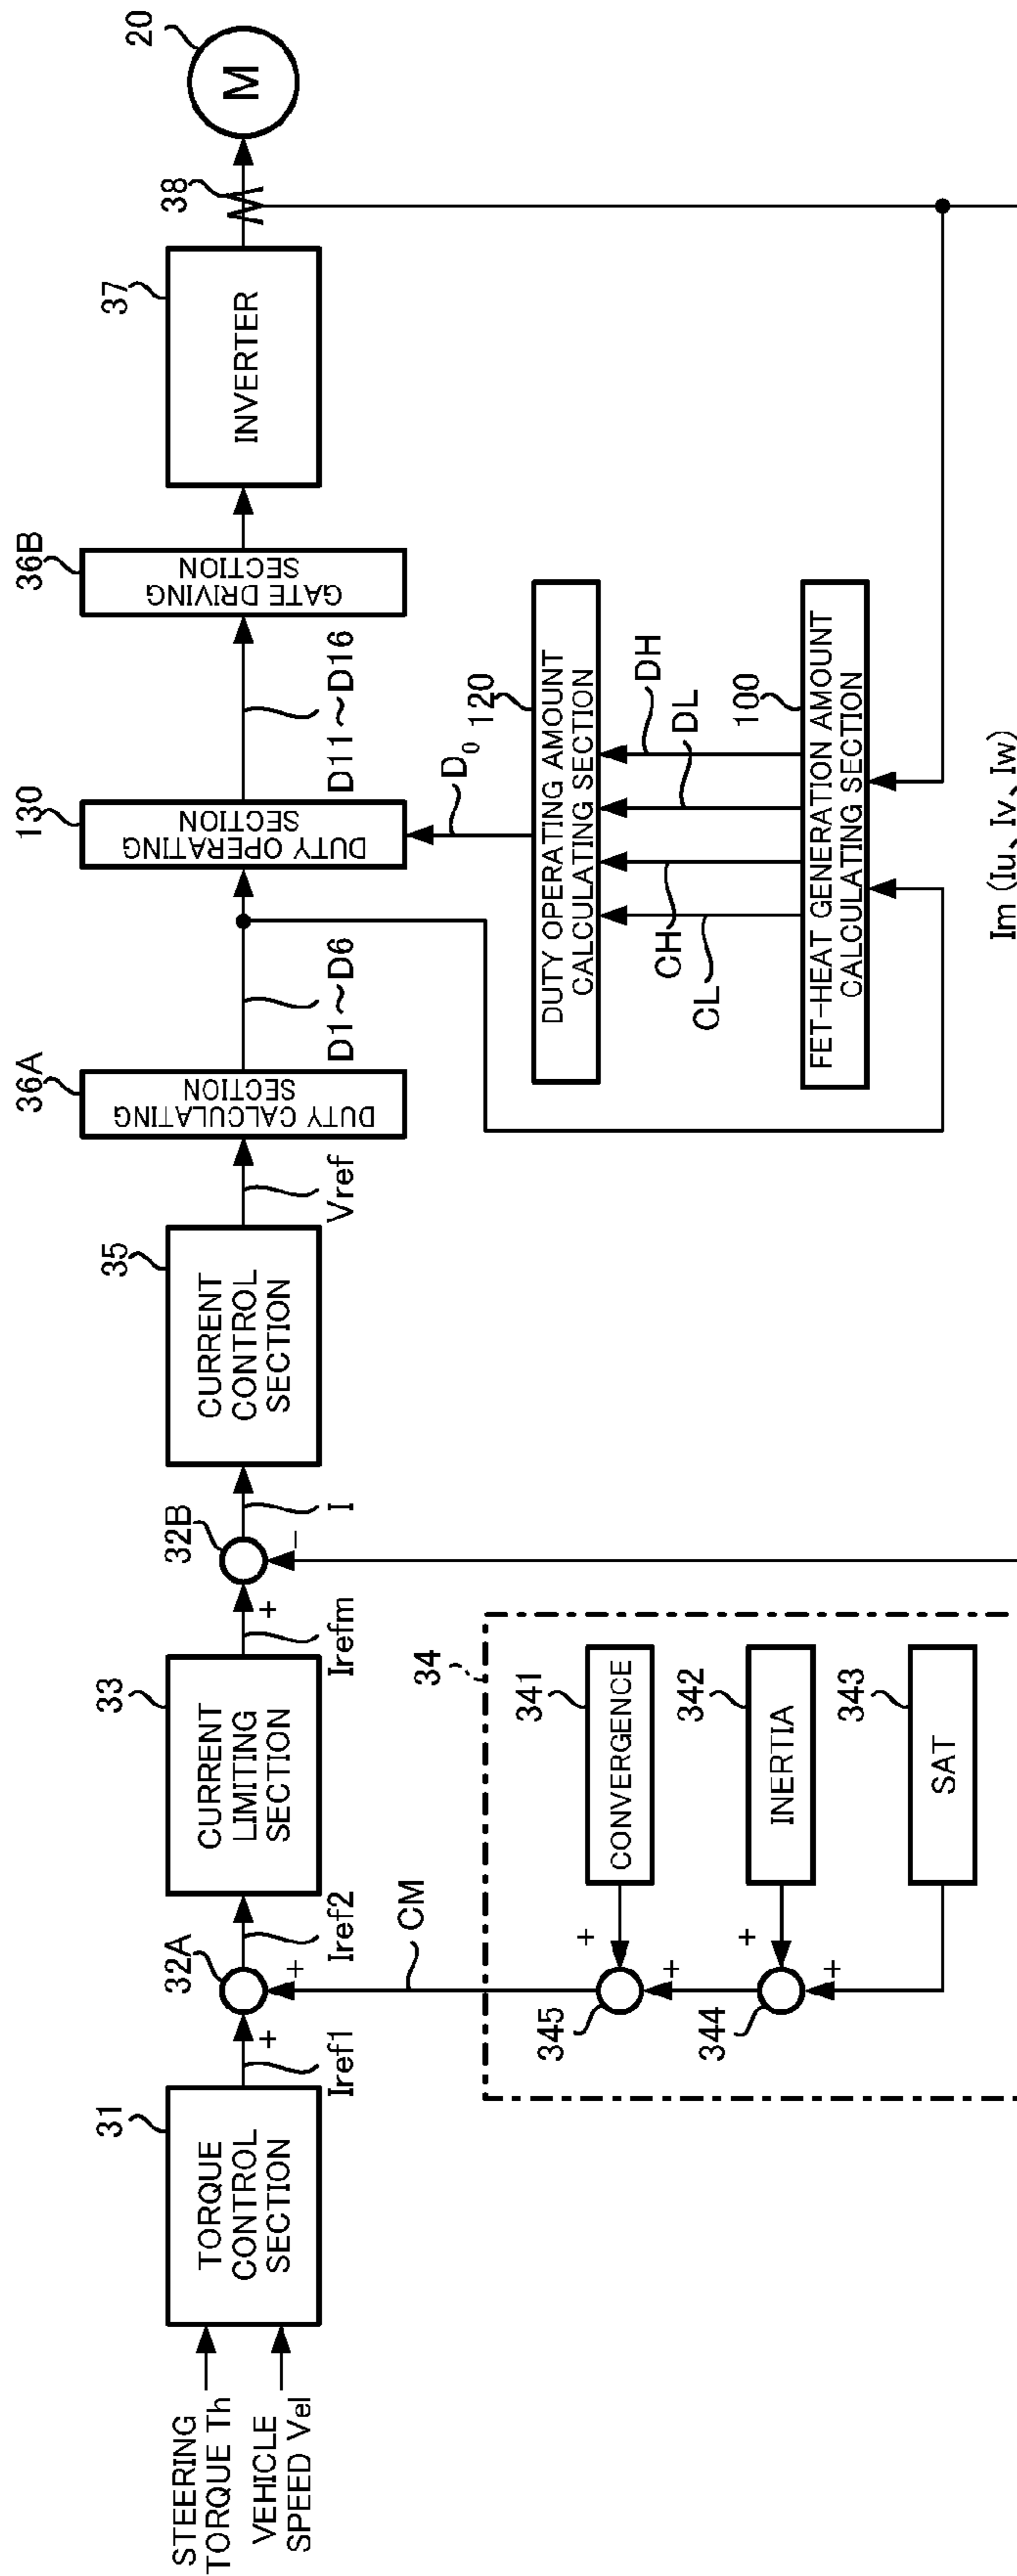 STEERING
TORQUE Th
VEHICLE
SPEED Vel
31
TORQUE
CONTROL
SECTION
Iref1
+
32A
+
Iref2
CM
33
CURRENT
LIMITING
SECTION
Irefm
+
32B
−
I
35
CURRENT
CONTROL
SECTION
Vref
36A
DUTY CALCULATING
SECTION
D1～D6
130
DUTY OPERATING
SECTION
D11～D16
36B
GATE DRIVING
SECTION
37
INVERTER
38
20
M
34
341
CONVERGENCE
+
345
+
342
INERTIA
+
344
+
343
SAT
D0
120
DUTY OPERATING AMOUNT
CALCULATING SECTION
CL
CH
DL
DH
100
FET-HEAT GENERATION AMOUNT
CALCULATING SECTION
Im (Iu、Iv、Iw)